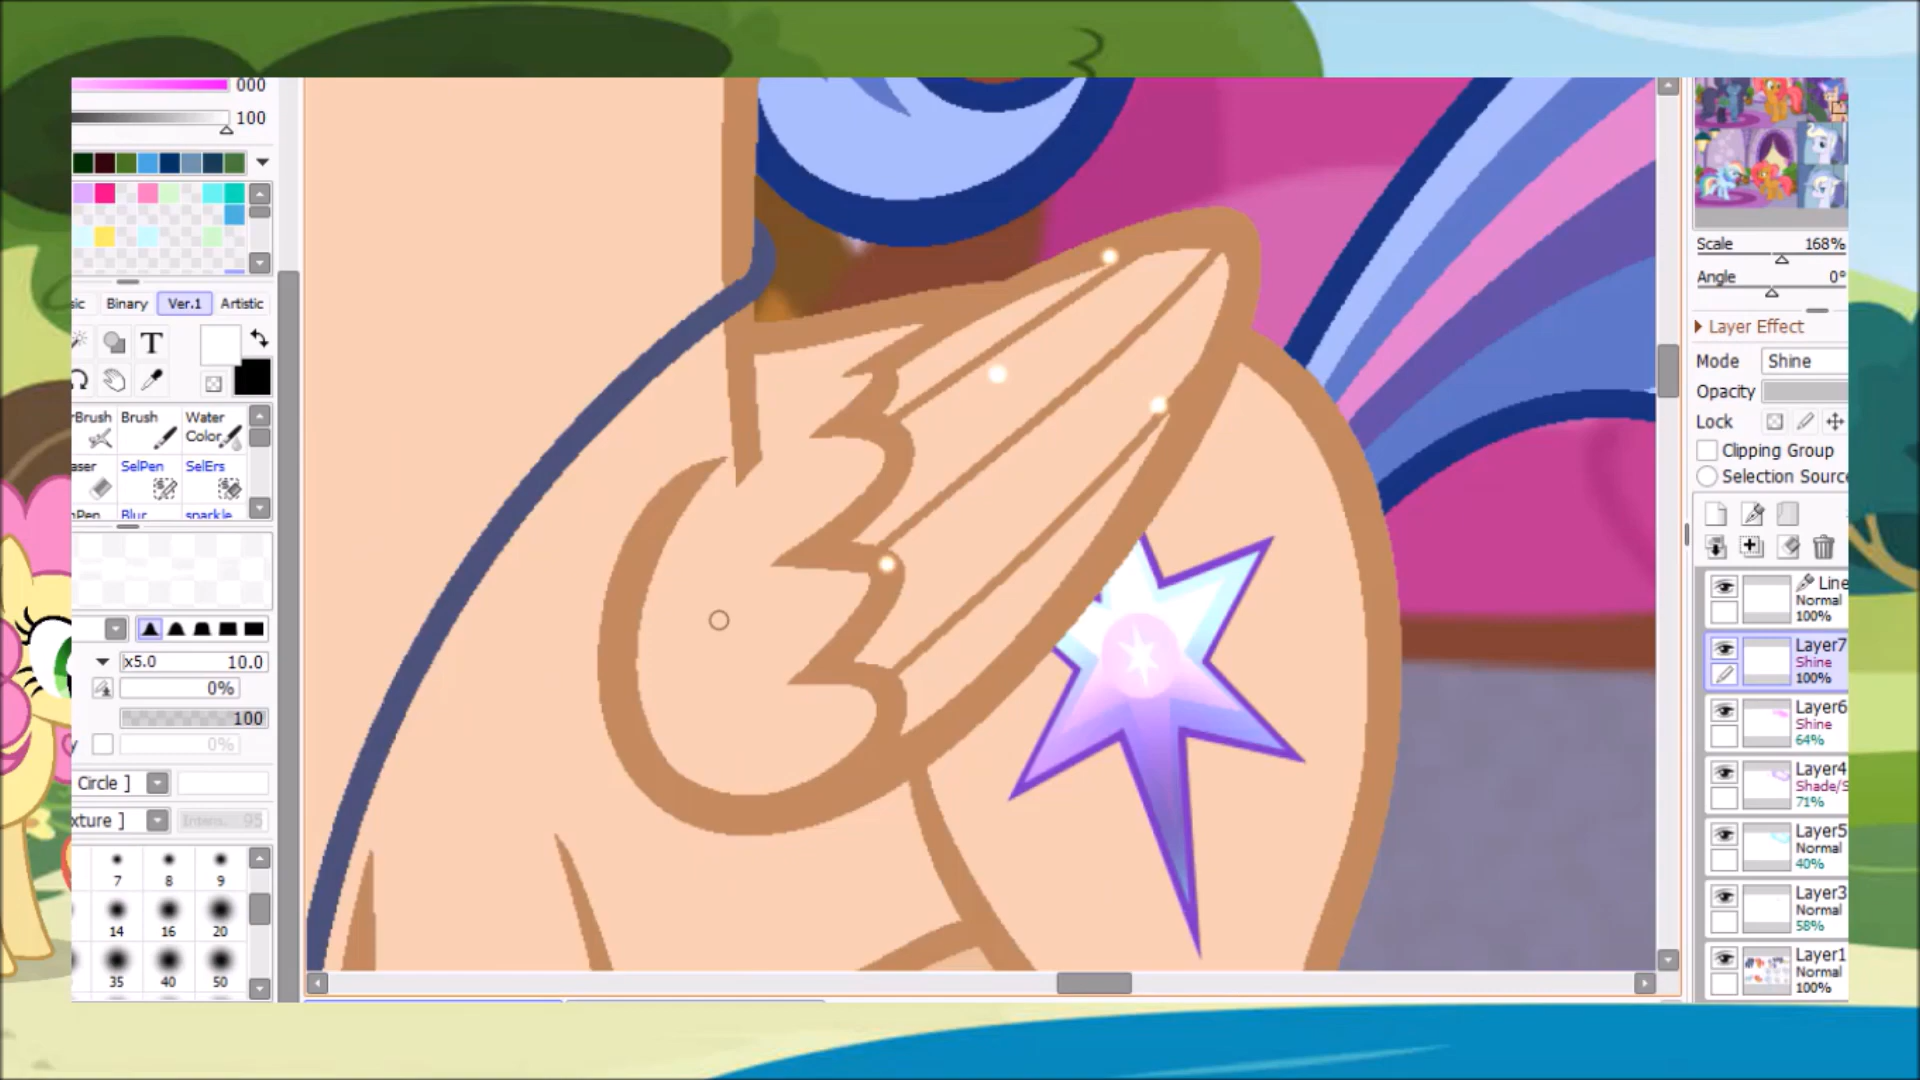 000
100
Binary
Ver.1
Artistic
T
Brush
Water
Color
SelPen
SelErs
Blur
sparkle
x5.0
10.0
0%
100
0%
Circle ]
7
8
9
14
16
20
35
40
50
Scale
168%
Angle
0°
Layer Effect
Mode
Shine
Opacity
Lock
Clipping Group
Selection Source
Line
Normal
100%
Layer7
Shine
100%
Layer6
Shine
64%
Layer4
Shade/S
71%
Layer5
Normal
40%
Layer3
Normal
58%
Layer1
Normal
100%